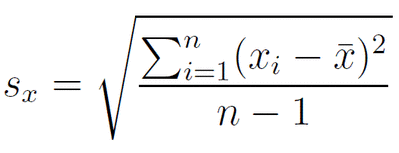 $s_x = \sqrt{\frac{\sum_{i=1}^{n}(x_i - \bar{x})^2}{n-1}}$